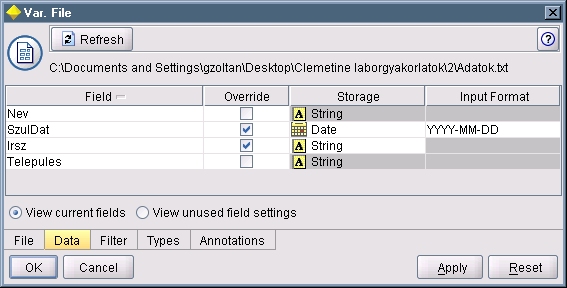 Var. File
Refresh
?
C:\Documents and Settings\gzoltan\Desktop\Clemetine laborgyakorlatok\2\Adatok.txt
Field Override Storage Input Format
Nev A String
SzulDat Date YYYY-MM-DD
Irsz A String
Telepules A String
View current fields View unused field settings
File Data Filter Types Annotations
OK Cancel Apply Reset